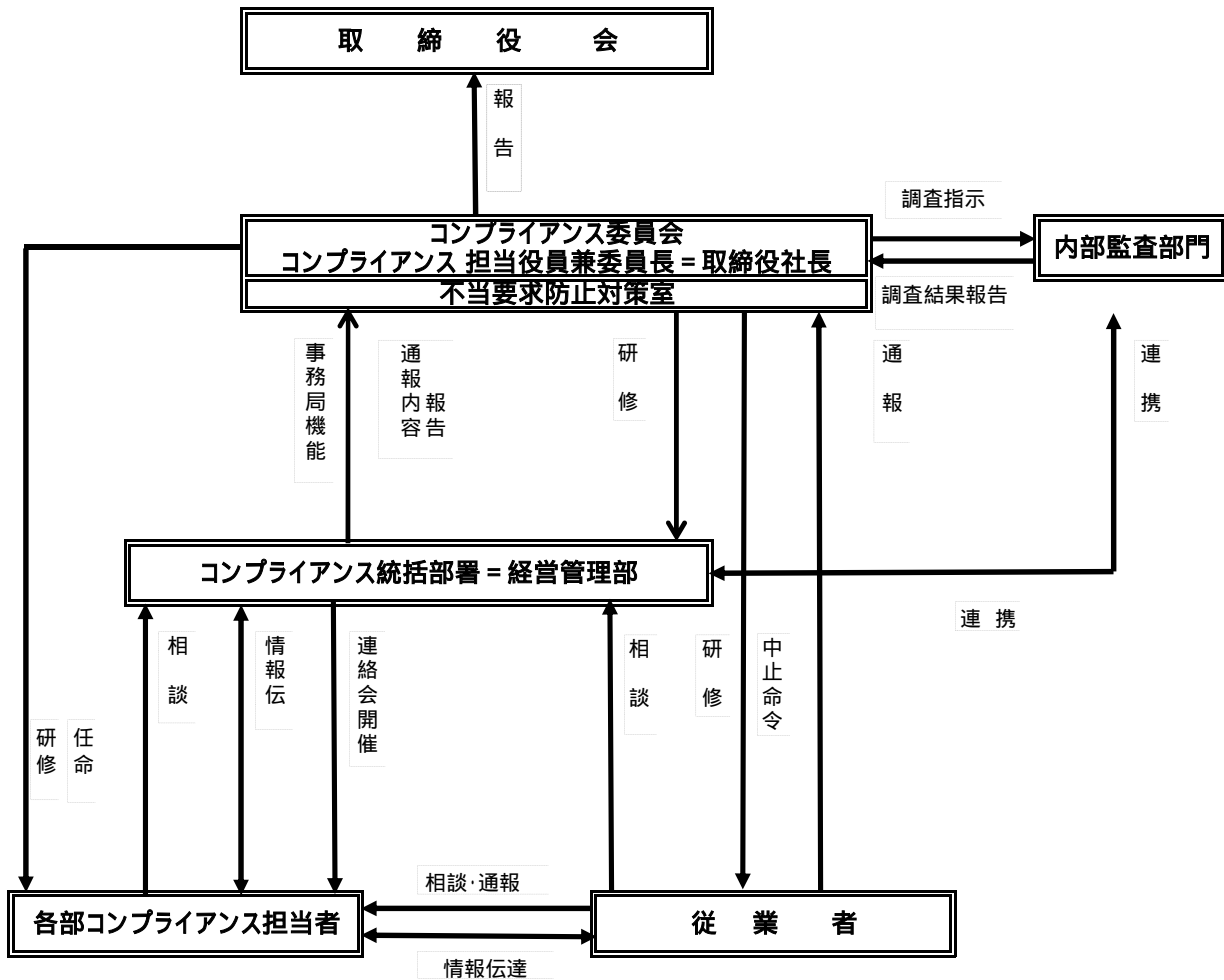 取 締 役 会
報告
調査指示
コンプライアンス委員会
コンプライアンス 担当役員兼委員長 = 取締役社長
不当要求防止対策室
内部監査部門
調査結果報告
事務局機能
通報内容
報告
研修
通報
連携
コンプライアンス統括部署 = 経営管理部
連 携
相談
情報伝
連絡会開催
相談
研修
中止命令
研修
任命
相談･通報
各部コンプライアンス担当者
従 業 者
情報伝達